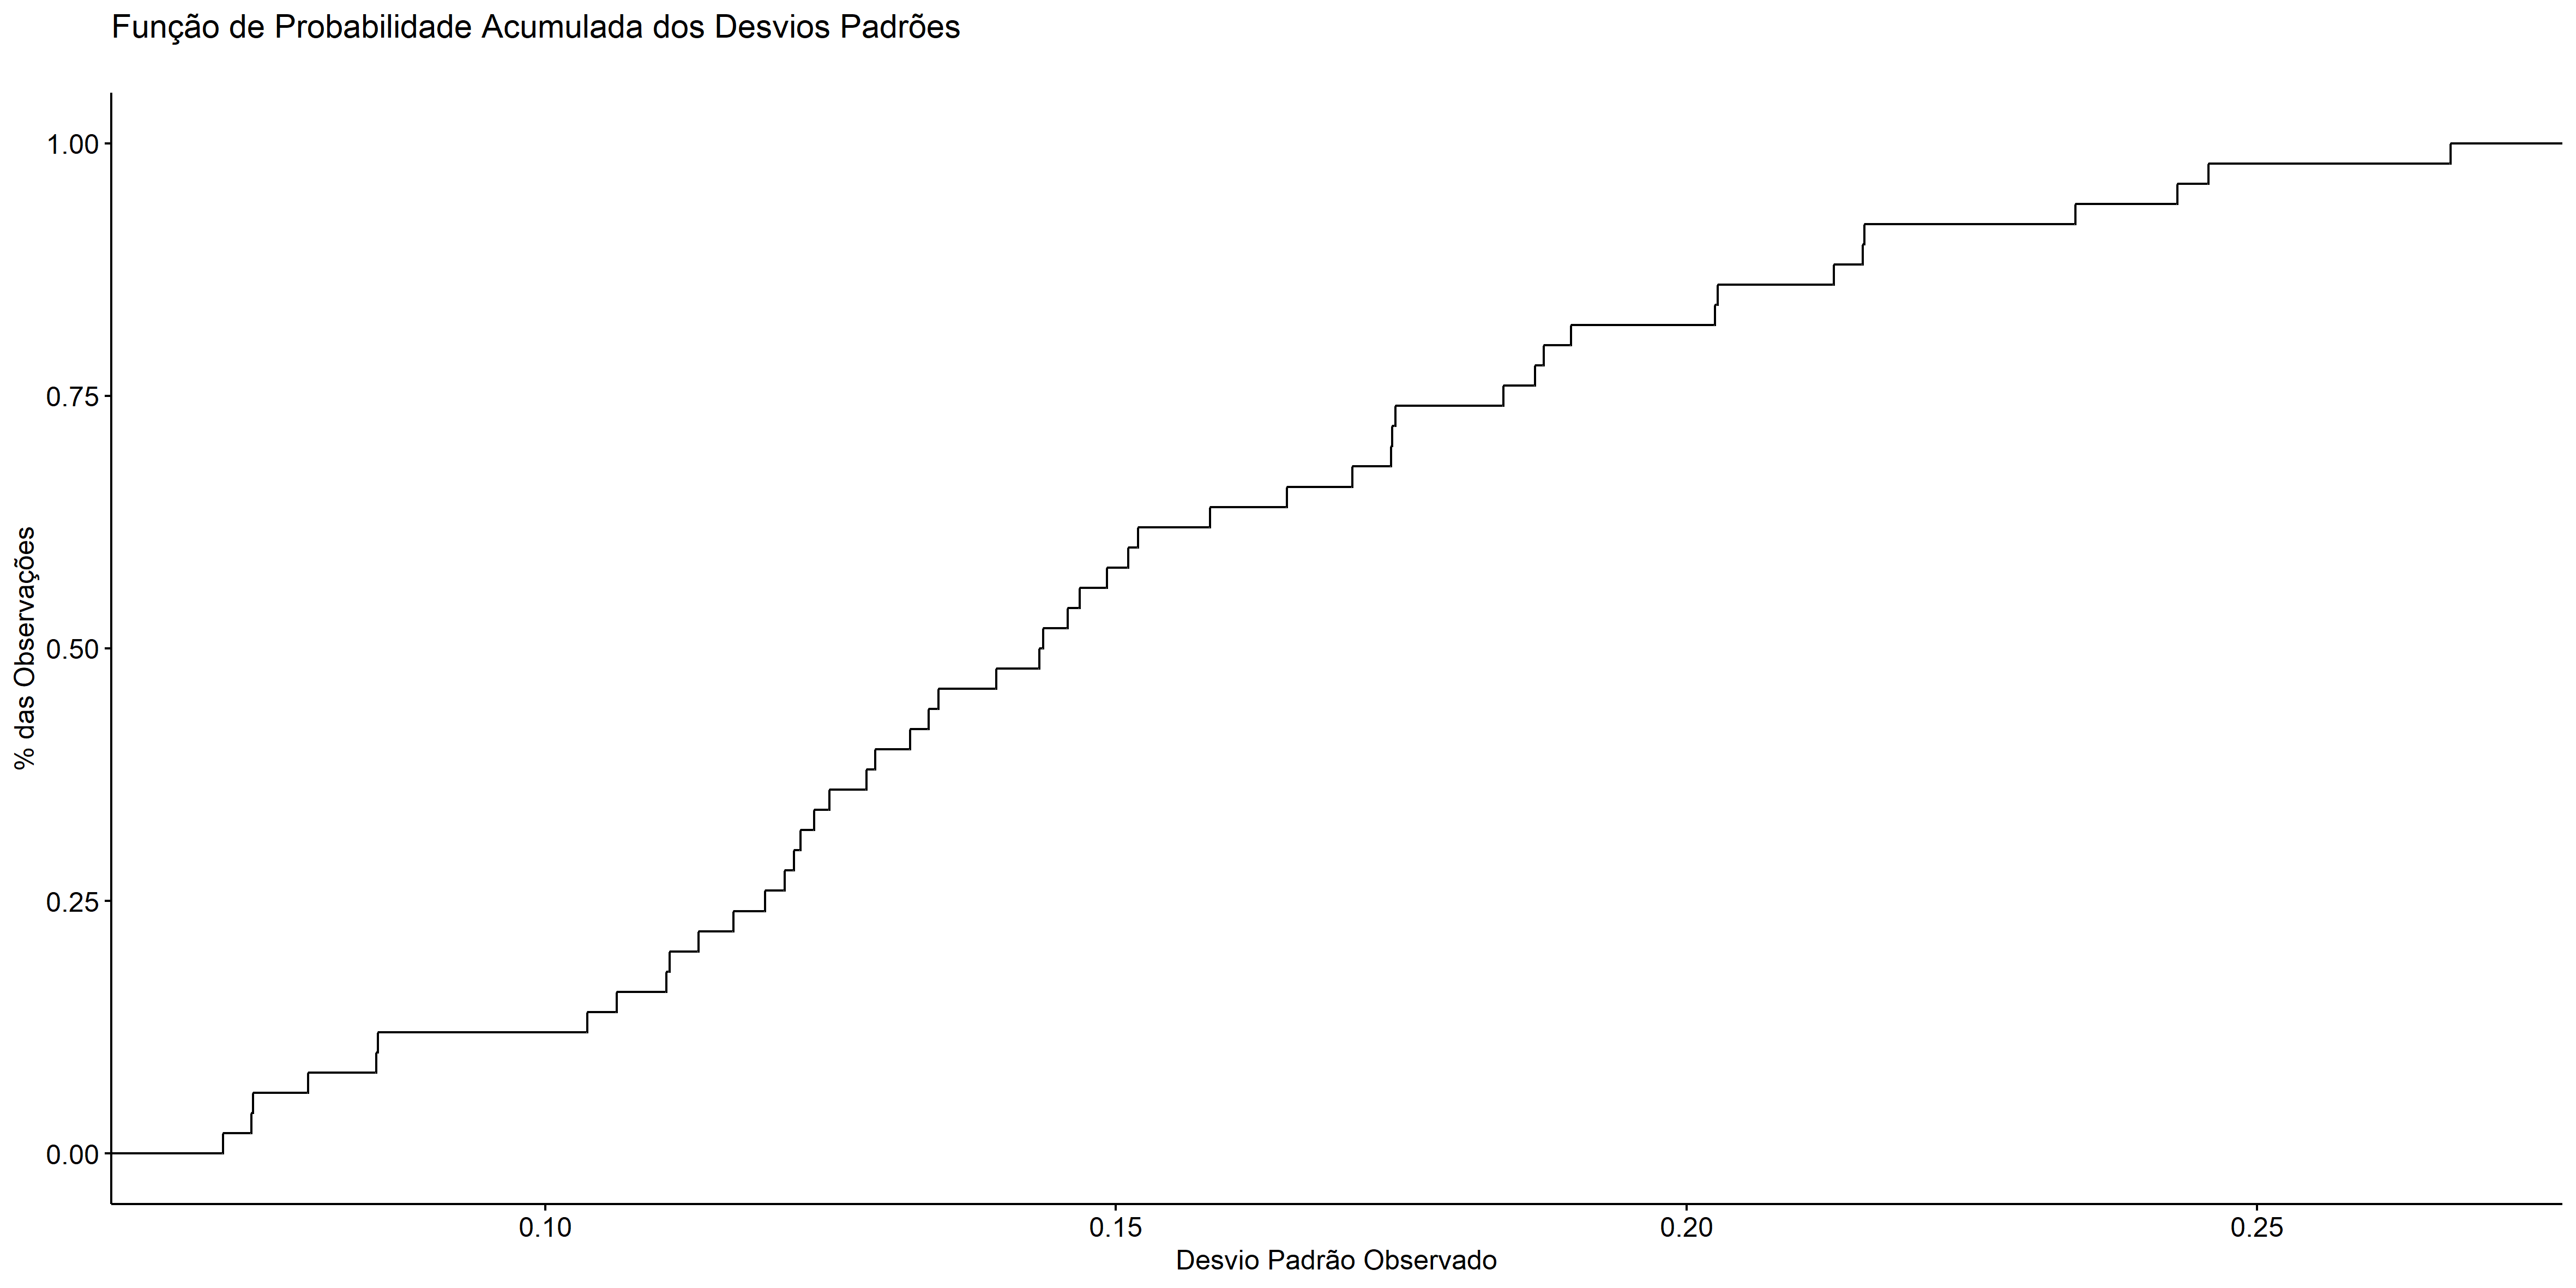 Função de Probabilidade Acumulada dos Desvios Padrões
1.00
0.75
0.50
0.25
0.00
% das Observações
0.10 0.15 0.20 0.25
Desvio Padrão Observado